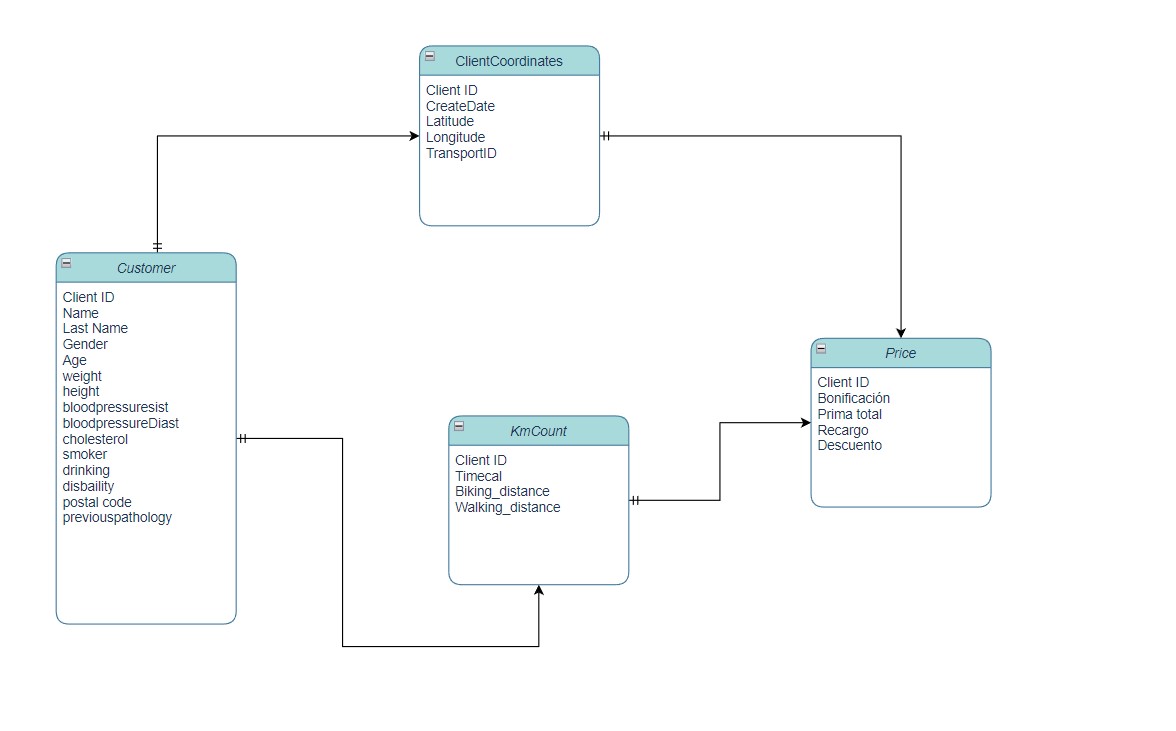 ClientCoordinates
Client ID
CreateDate
Latitude
Longitude
TransportID
Customer
Client ID
Name
Last Name
Gender
Age
weight
height
bloodpressuresist
bloodpressureDiast
cholesterol
smoker
drinking
disbaility
postal code
previouspathology
KmCount
Client ID
Timecal
Biking_distance
Walking_distance
Price
Client ID
Bonificación
Prima total
Recargo
Descuento